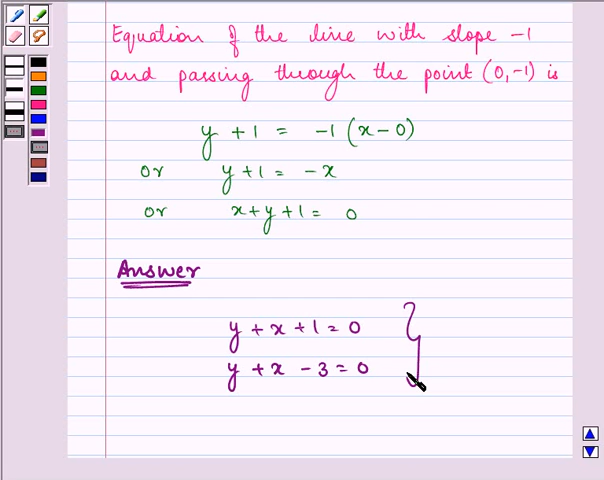 Equation of the line with slope -1
and passing through the point (0,-1) is
y + 1 = -1 (x - 0)
or y + 1 = -x
or x + y + 1 = 0
Answer
y + x + 1 = 0
y + x - 3 = 0